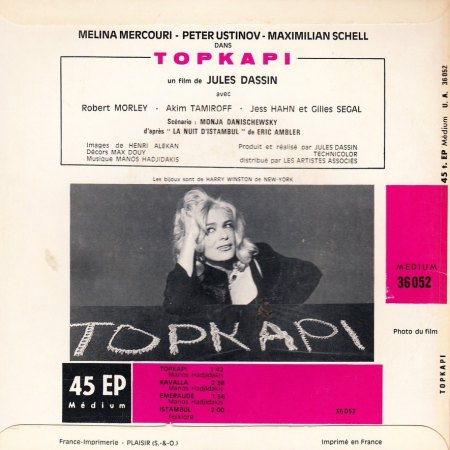 MELINA MERCOURI - PETER USTINOV - MAXIMILIAN SCHELL
DANS
TOPKAPI
un film de JULES DASSIN
avec
Robert MORLEY - Akim TAMIROFF - Jess HAHN et Gilles SEGAL
Scénario : MONJA DANISCHEWSKY
d'après " LA NUIT D'ISTAMBUL " de ERIC AMBLER
Images de HENRI ALEKAN
Décors MAX DOUY
Musique MANOS HADJIDAKIS
Produit et réalisé par JULES DASSIN
TECHNICOLOR
distribué par LES ARTISTES ASSOCIÉS
Les bijoux sont de HARRY WINSTON de NEW-YORK
TOPKAPI
45 EP
Médium
TOPKAPI
Manos Hadjidakis
KAVALLA
Manos Hadjidakis
EMERAUDE
Manos Hadjidakis
ISTAMBUL 2:00
Folklore
36052
MEDIUM
36052
Photo du film
45 t. EP Médium U. A. 36052
TOPKAPI
France-Imprimerie - PLAISIR (S.-&-O.)
Imprimé en France